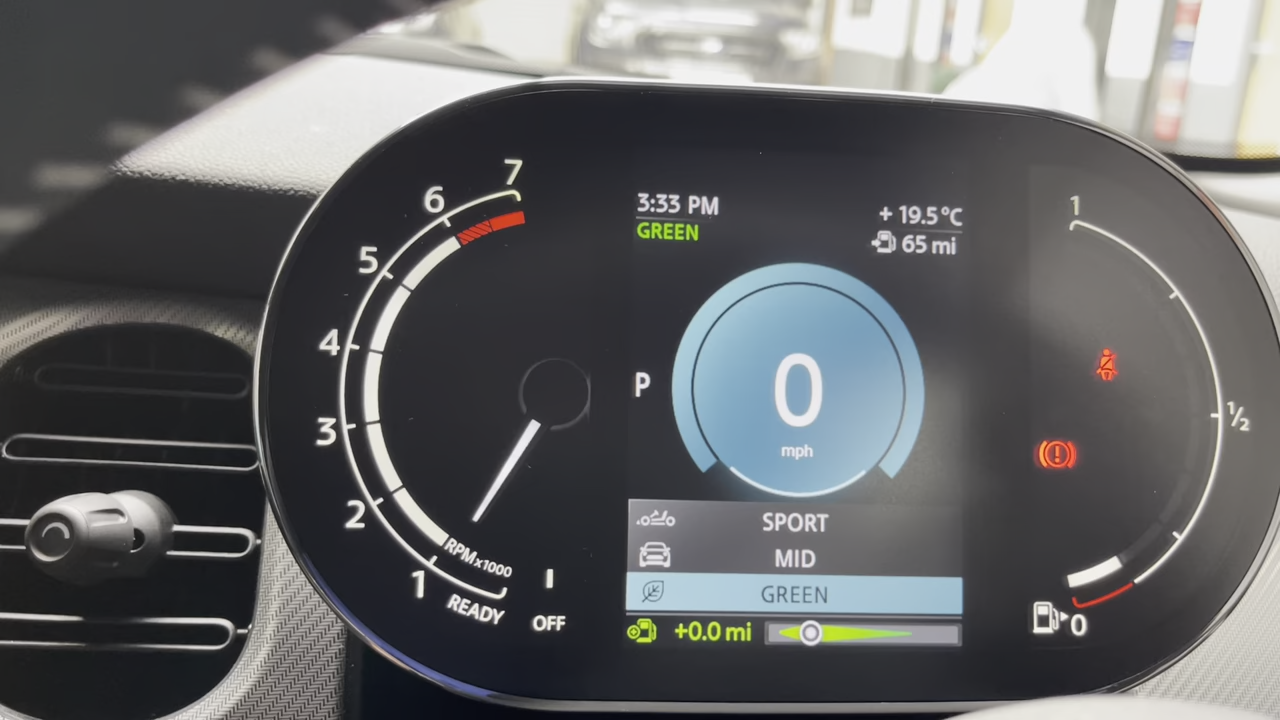 7
6
5
4
3
2
1
RPMx1000
READY
OFF
3:33 PM
GREEN
+ 19.5°C
65 mi
P
0
mph
SPORT
MID
GREEN
+0.0 mi
1
1/2
0